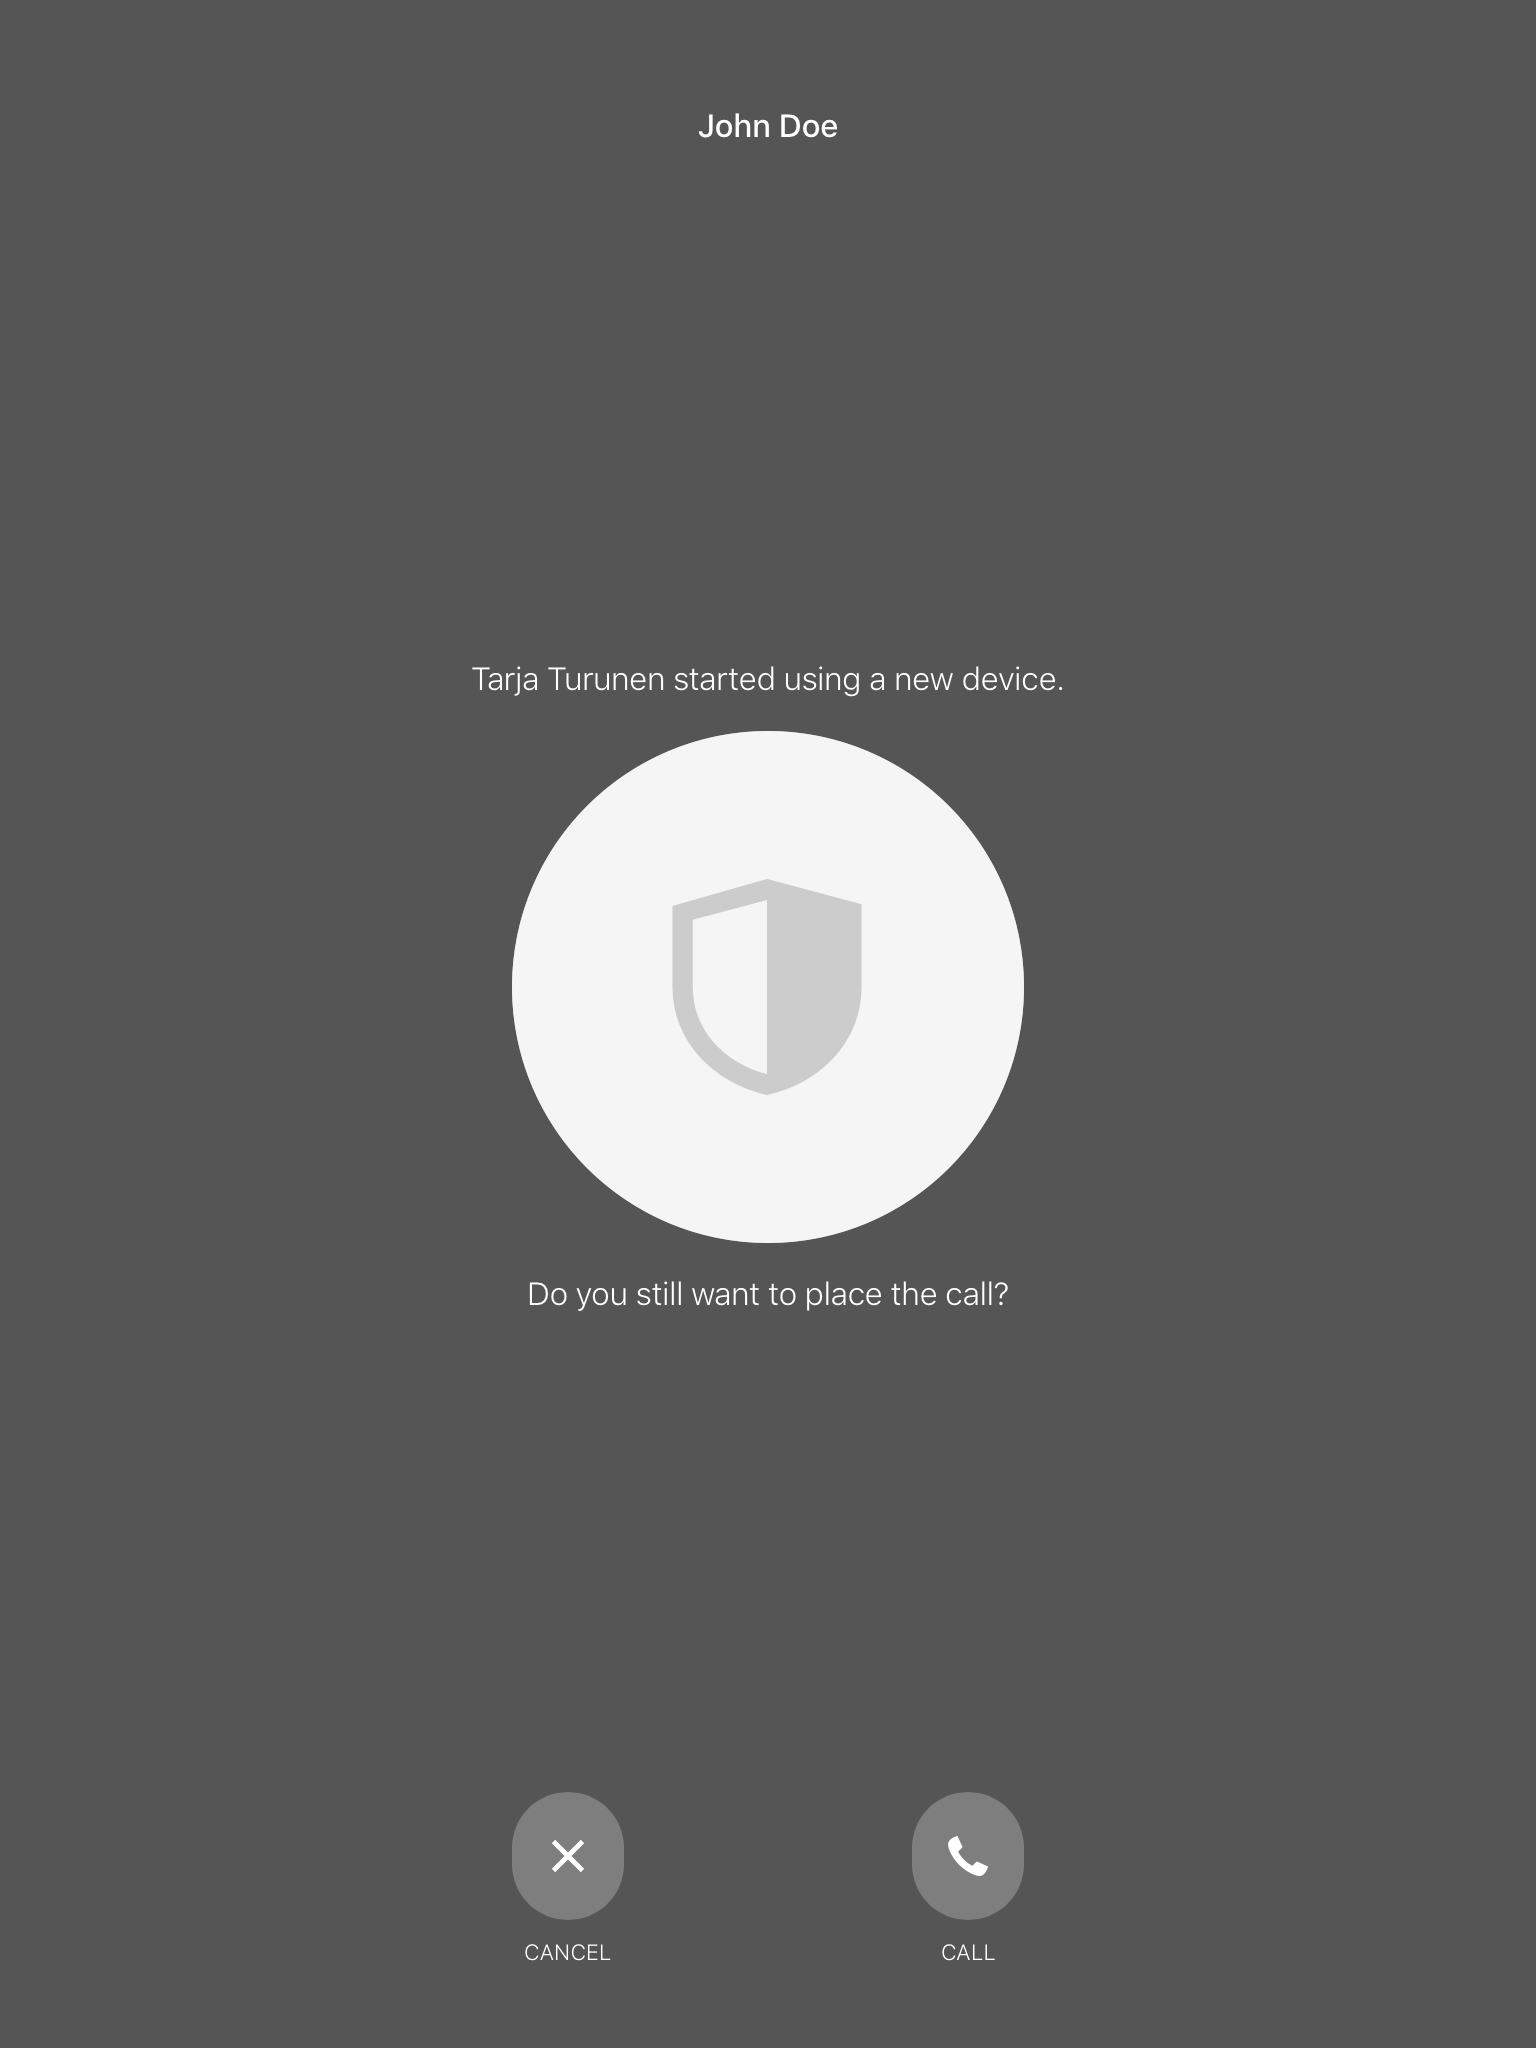 John Doe
Tarja Turunen started using a new device.
Do you still want to place the call?
CANCEL
CALL